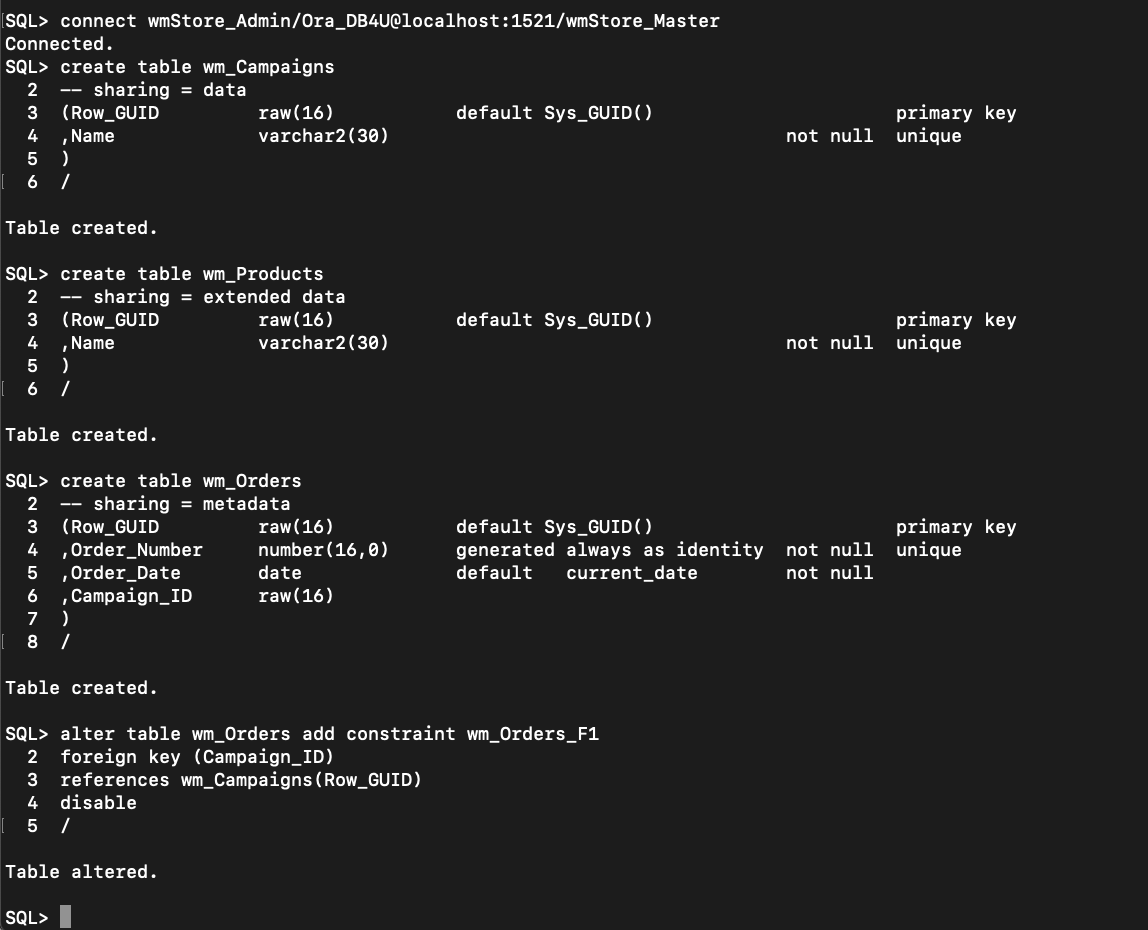 SQL> connect wmStore_Admin/Ora_DB4U@localhost:1521/wmStore_Master
Connected.
SQL> create table wm_Campaigns
  2  -- sharing = data
  3  (Row_GUID         raw(16)           default Sys_GUID()                      primary key
  4  ,Name             varchar2(30)                                    not null  unique
  5  )
  6  /

Table created.

SQL> create table wm_Products
  2  -- sharing = extended data
  3  (Row_GUID         raw(16)           default Sys_GUID()                      primary key
  4  ,Name             varchar2(30)                                    not null  unique
  5  )
  6  /

Table created.

SQL> create table wm_Orders
  2  -- sharing = metadata
  3  (Row_GUID         raw(16)           default Sys_GUID()                      primary key
  4  ,Order_Number     number(16,0)      generated always as identity  not null  unique
  5  ,Order_Date       date              default   current_date        not null
  6  ,Campaign_ID      raw(16)
  7  )
  8  /

Table created.

SQL> alter table wm_Orders add constraint wm_Orders_F1
  2  foreign key (Campaign_ID)
  3  references wm_Campaigns(Row_GUID)
  4  disable
  5  /

Table altered.

SQL>